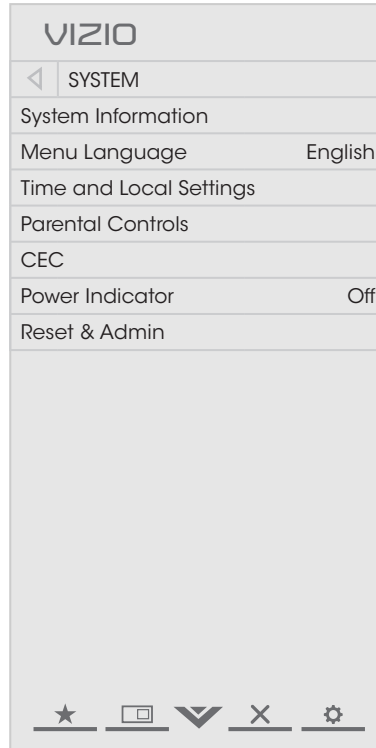 VIZIO
SYSTEM
System Information
Menu Language English
Time and Local Settings
Parental Controls
CEC
Power Indicator Off
Reset & Admin